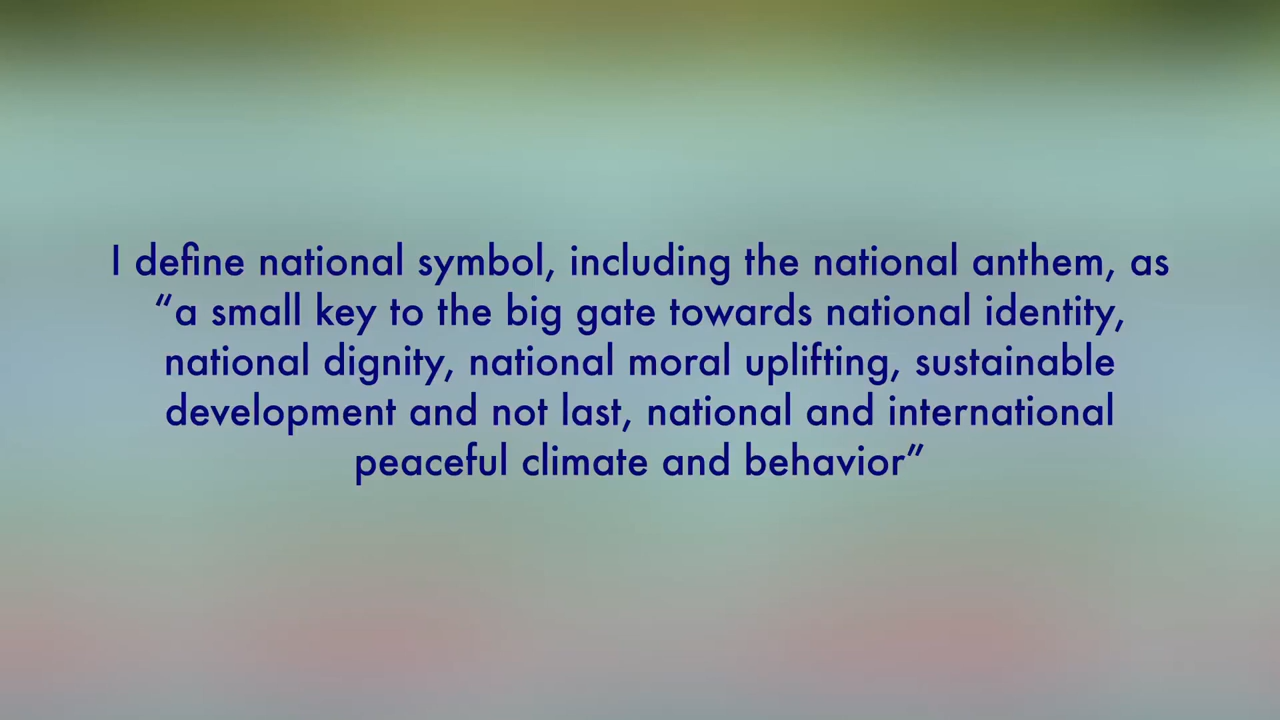 I define national symbol, including the national anthem, as
“a small key to the big gate towards national identity,
national dignity, national moral uplifting, sustainable
development and not last, national and international
peaceful climate and behavior”